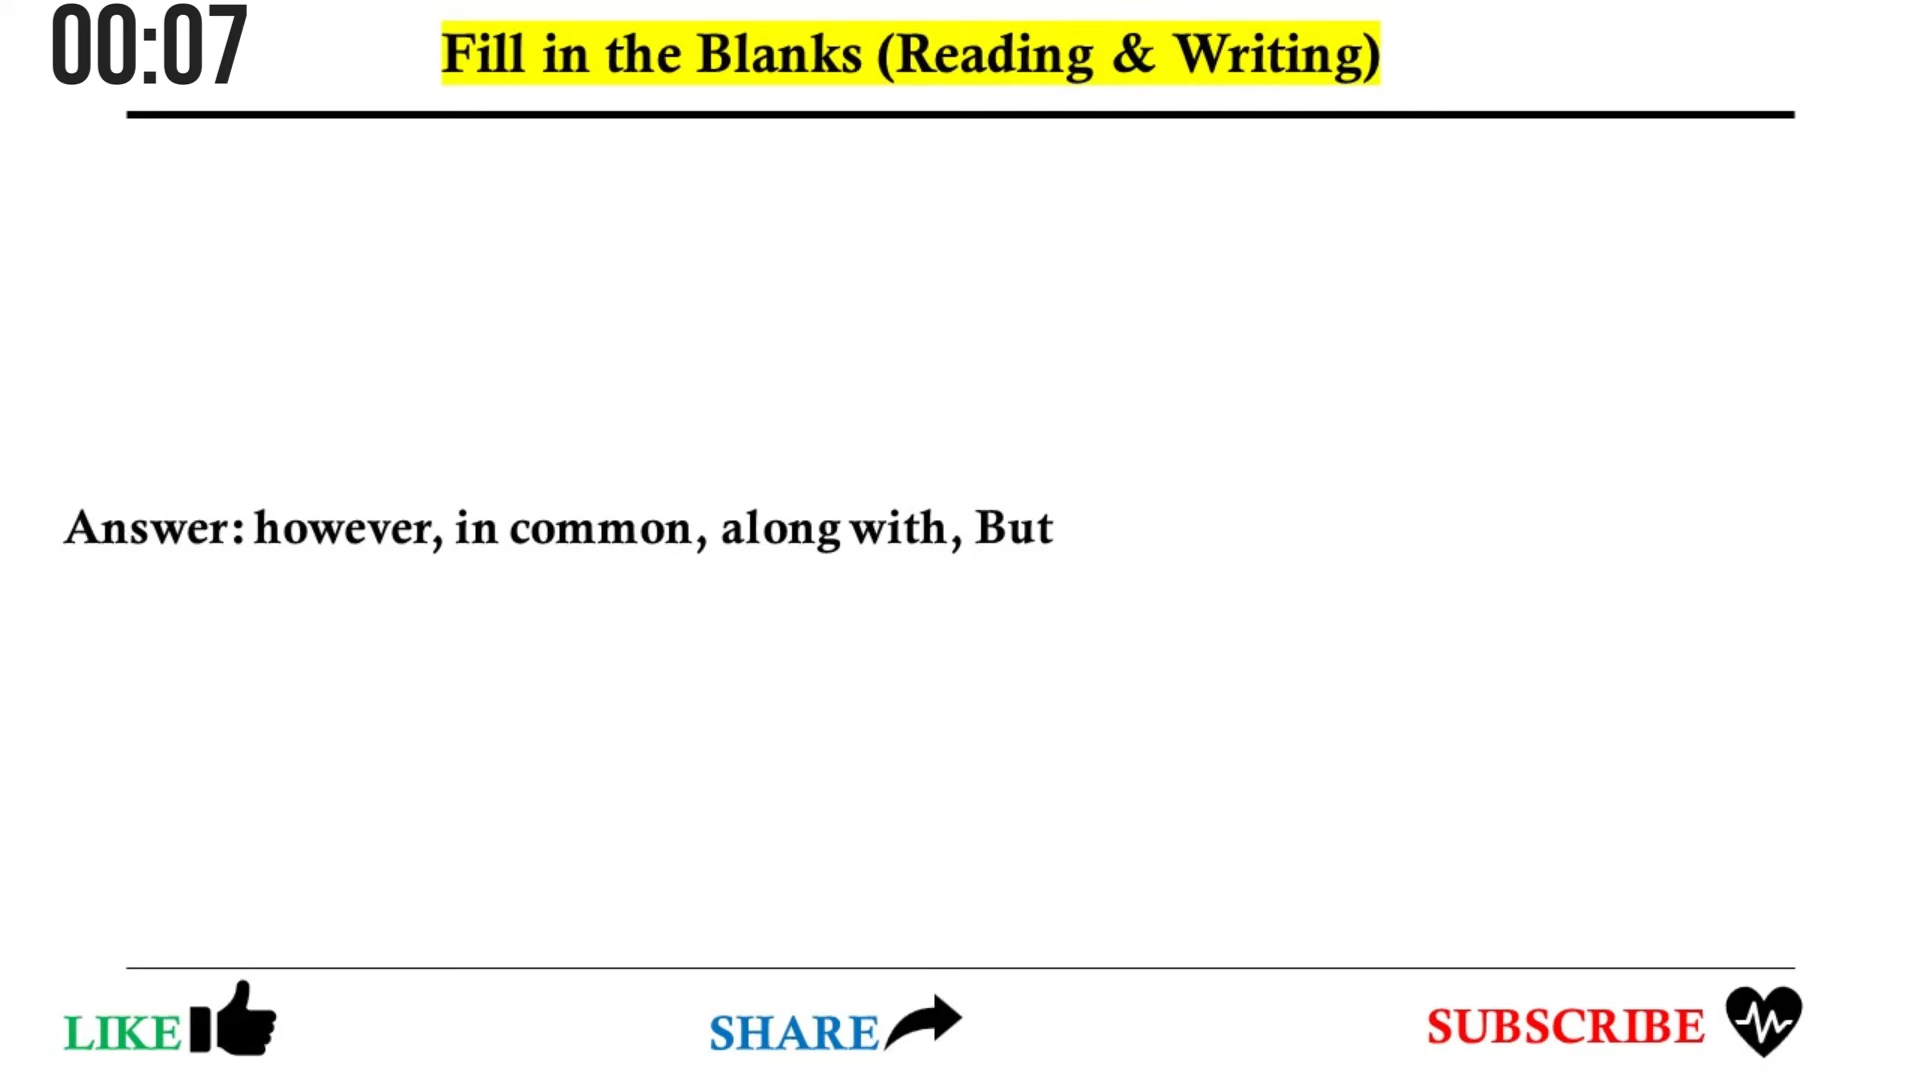 00:07
Fill in the Blanks (Reading & Writing)
Answer: however, in common, along with, But
LIKE
SHARE
SUBSCRIBE